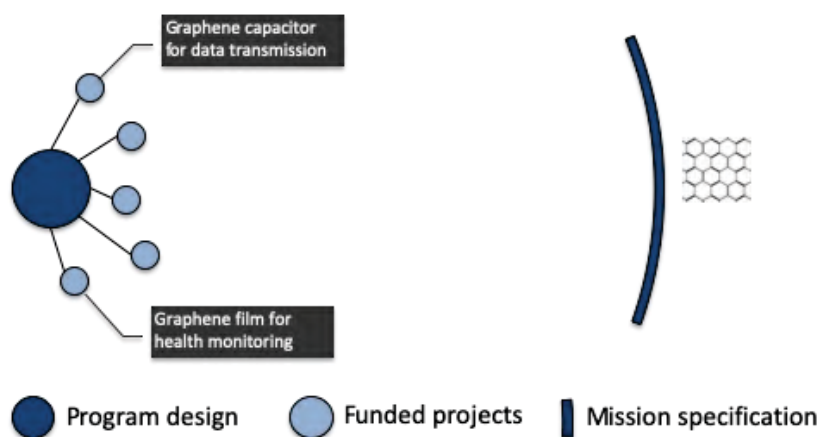 Graphene capacitor
for data transmission
Graphene film for
health monitoring
Program design
Funded projects
Mission specification